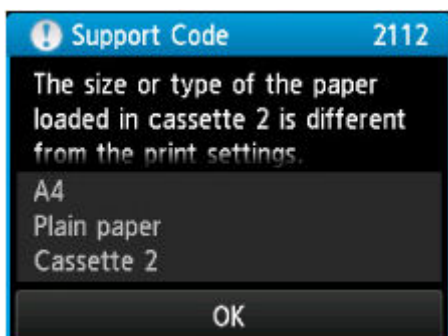 Support Code 2112
The size or type of the paper
loaded in cassette 2 is different
from the print settings.
A4
Plain paper
Cassette 2
OK